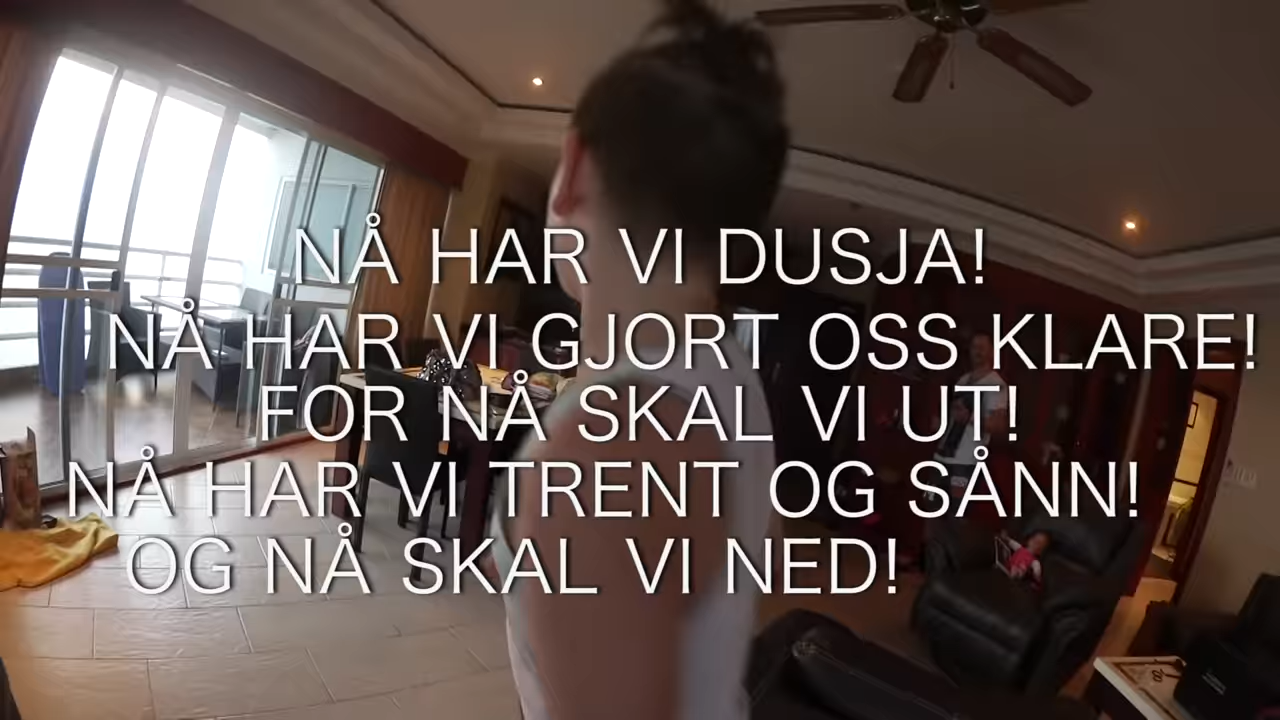 NÅ HAR VI DUSJA!
NÅ HAR VI GJORT OSS KLARE!
FOR NÅ SKAL VI UT!
NÅ HAR VI TRENT OG SÅNN!
OG NÅ SKAL VI NED!